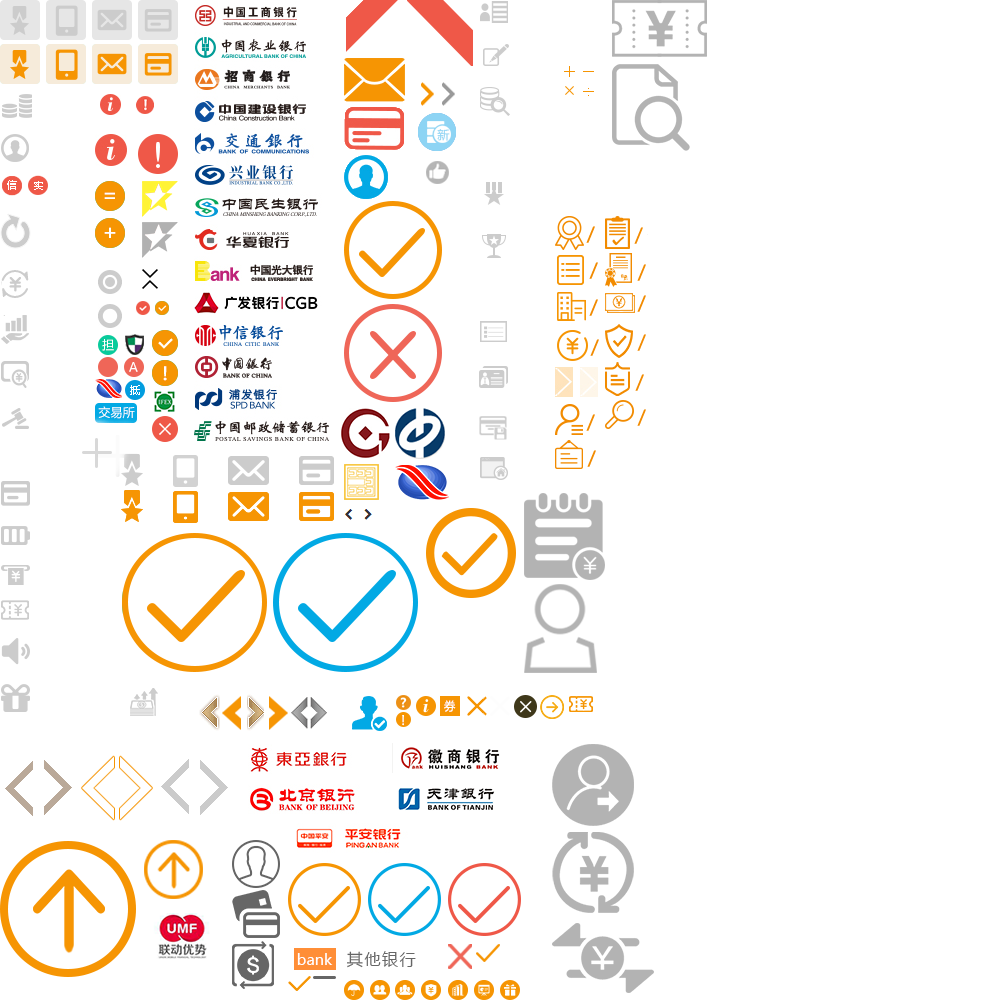 中国工商银行
INDUSTRIAL AND COMMERCIAL BANK OF CHINA
中国农业银行
AGRICULTURAL BANK OF CHINA
招商银行
CHINA MERCHANTS BANK
中国建设银行
China Construction Bank
交通銀行
BANK OF COMMUNICATIONS
兴业银行
INDUSTRIAL BANK CO.,LTD.
中国民生银行
CHINA MINSHENG BANKING CORP.,LTD.
HUAXIA BANK
华夏银行
Bank 中国光大银行
CHINA EVERBRIGHT BANK
广发银行|CGB
中信银行
CHINA CITIC BANK
中国银行
BANK OF CHINA
浦发银行
SPD BANK
中国邮政储蓄银行
POSTAL SAVINGS BANK OF CHINA
新
信 实
担
A
抵
IFEX
交易所
券
東亞銀行
徽商银行
HUISHANG BANK
北京银行
BANK OF BEIJING
天津銀行
BANK OF TIANJIN
中国平安
平安银行
PINGAN BANK
UMF
联动优势
bank 其他银行